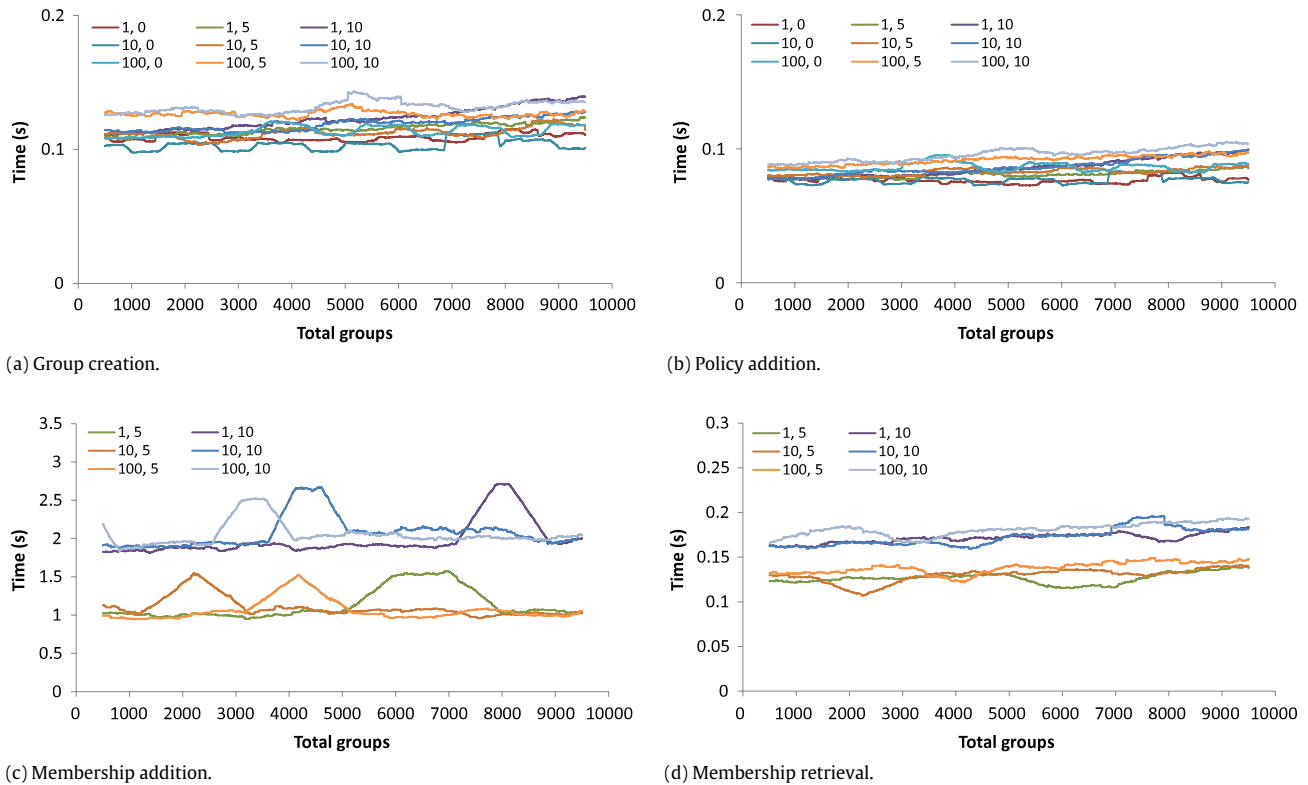 0.2
1, 0 1, 5 1, 10
10, 0 10, 5 10, 10
100, 0 100, 5 100, 10
Time (s)
0.1
0
0 1000 2000 3000 4000 5000 6000 7000 8000 9000 10000
Total groups
(a) Group creation.
0.2
1, 0 1, 5 1, 10
10, 0 10, 5 10, 10
100, 0 100, 5 100, 10
Time (s)
0.1
0
0 1000 2000 3000 4000 5000 6000 7000 8000 9000 10000
Total groups
(b) Policy addition.
3.5
1, 5 1, 10
3
10, 5 10, 10
100, 5 100, 10
2.5
2
Time (s)
1.5
1
0.5
0
0 1000 2000 3000 4000 5000 6000 7000 8000 9000 10000
Total groups
(c) Membership addition.
0.3
1, 5 1, 10
10, 5 10, 10
0.25
100, 5 100, 10
0.2
Time (s)
0.15
0.1
0.05
0
0 1000 2000 3000 4000 5000 6000 7000 8000 9000 10000
Total groups
(d) Membership retrieval.